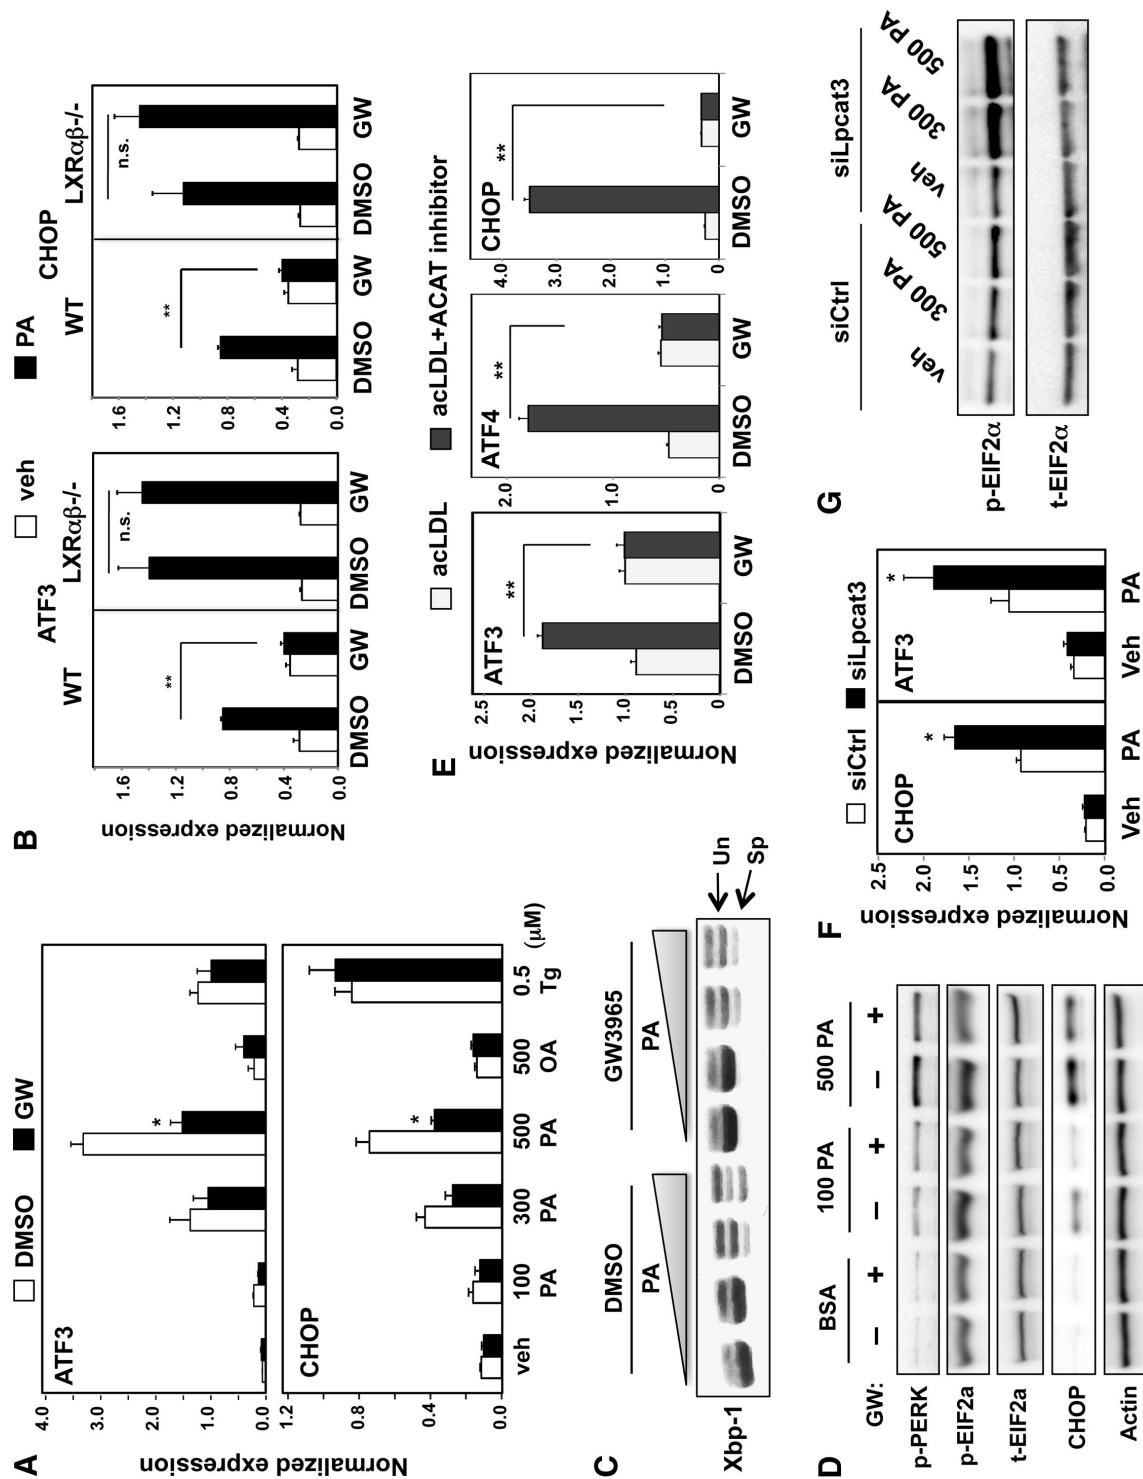 A
DMSO GW
ATF3
4.0
3.0
2.0
1.0
0.0
CHOP
1.2
0.8
0.4
0.0
Normalized expression
veh 100 300 500 500 0.5 (μM)
PA PA PA OA Tg
B
veh PA
ATF3
WT LXRαβ-/-
1.6
1.2
0.8
0.4
0.0
Normalized expression
**
n.s.
DMSO GW DMSO GW
CHOP
WT LXRαβ-/-
1.6
1.2
0.8
0.4
0.0
**
n.s.
DMSO GW DMSO GW
C
DMSO GW3965
PA PA
Xbp-1
Un
Sp
D
BSA 100 PA 500 PA
GW: – + – + – +
p-PERK
p-EIF2a
t-EIF2a
CHOP
Actin
E
acLDL acLDL+ACAT inhibitor
Normalized expression
ATF3
2.5
2.0
1.5
1.0
0.5
0
**
DMSO GW
ATF4
2.0
1.0
0
**
DMSO GW
CHOP
4.0
3.0
2.0
1.0
0
**
DMSO GW
F
siCtrl siLpcat3
Normalized expression
2.5
2.0
1.5
1.0
0.5
0.0
CHOP ATF3
* *
Veh PA Veh PA
G
siCtrl siLpcat3
Veh 300 PA 500 PA Veh 300 PA 500 PA
p-EIF2α
t-EIF2α